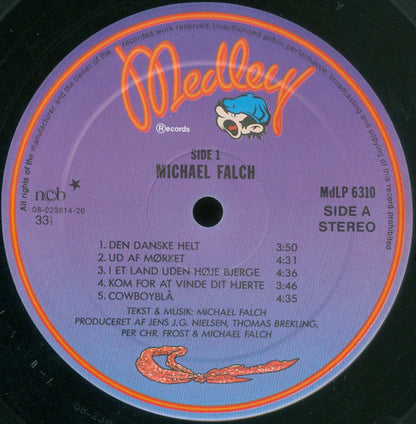 All rights of the manufacturer and the owner of the recorded work reserved. Unauthorised public performance, broadcasting and copying of this record prohibited
Medley
Records
SIDE 1
MICHAEL FALCH
MdLP 6310
SIDE A
STEREO
ncb
08-023814-20
33⅓
1. DEN DANSKE HELT 3:50
2. UD AF MØRKET 4:31
3. I ET LAND UDEN HØJE BJERGE 4:36
4. KOM FOR AT VINDE DIT HJERTE 3:46
5. COWBOYBLÅ 4:35
TEKST & MUSIK: MICHAEL FALCH
PRODUCERET AF JENS J.G. NIELSEN, THOMAS BREKLING,
PER CHR. FROST & MICHAEL FALCH